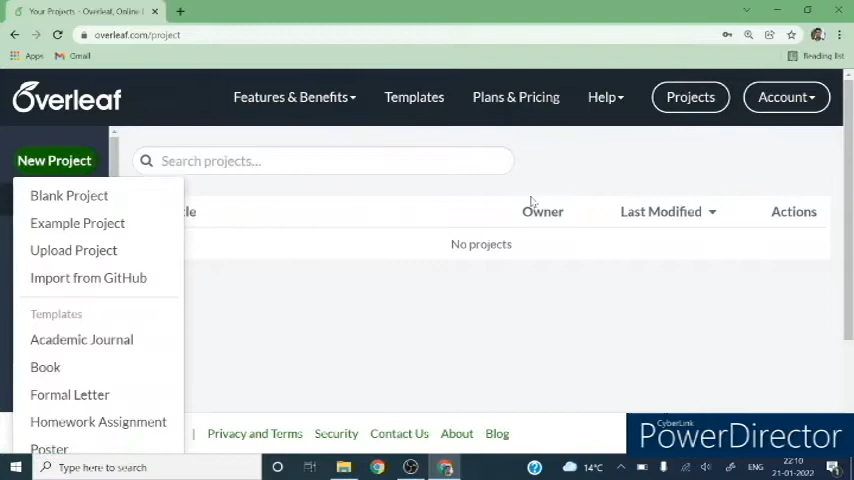 Your Projects - Overleaf, Online L
overleaf.com/project
Apps
Gmail
Reading list
Overleaf
Features & Benefits
Templates
Plans & Pricing
Help
Projects
Account
New Project
Search projects...
Blank Project
Example Project
Upload Project
Import from GitHub
Templates
Academic Journal
Book
Formal Letter
Homework Assignment
Poster
tle
Owner
Last Modified
Actions
No projects
Privacy and Terms
Security
Contact Us
About
Blog
CyberLink
PowerDirector
Type here to search
14°C
ENG
22:10
21-01-2022